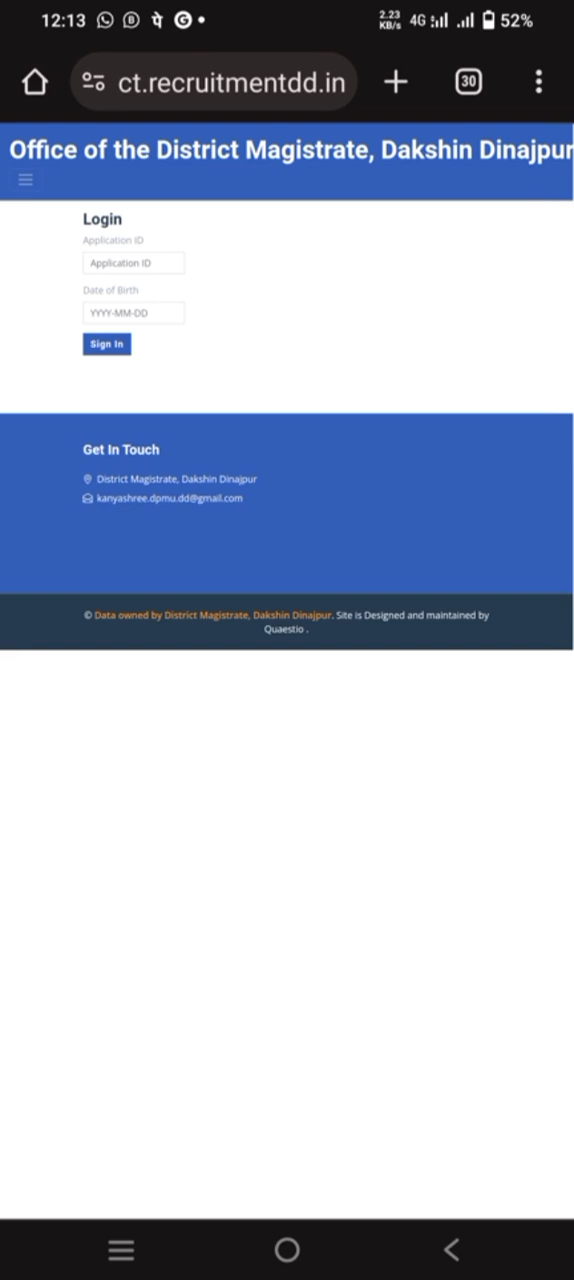 12:13
2.23 KB/s 4G 52%
ct.recruitmentdd.in
30
Office of the District Magistrate, Dakshin Dinajpur
Login
Application ID
Application ID
Date of Birth
YYYY-MM-DD
Sign In
Get In Touch
District Magistrate, Dakshin Dinajpur
kanyashree.dpmu.dd@gmail.com
© Data owned by District Magistrate, Dakshin Dinajpur. Site is Designed and maintained by
Quaestio .